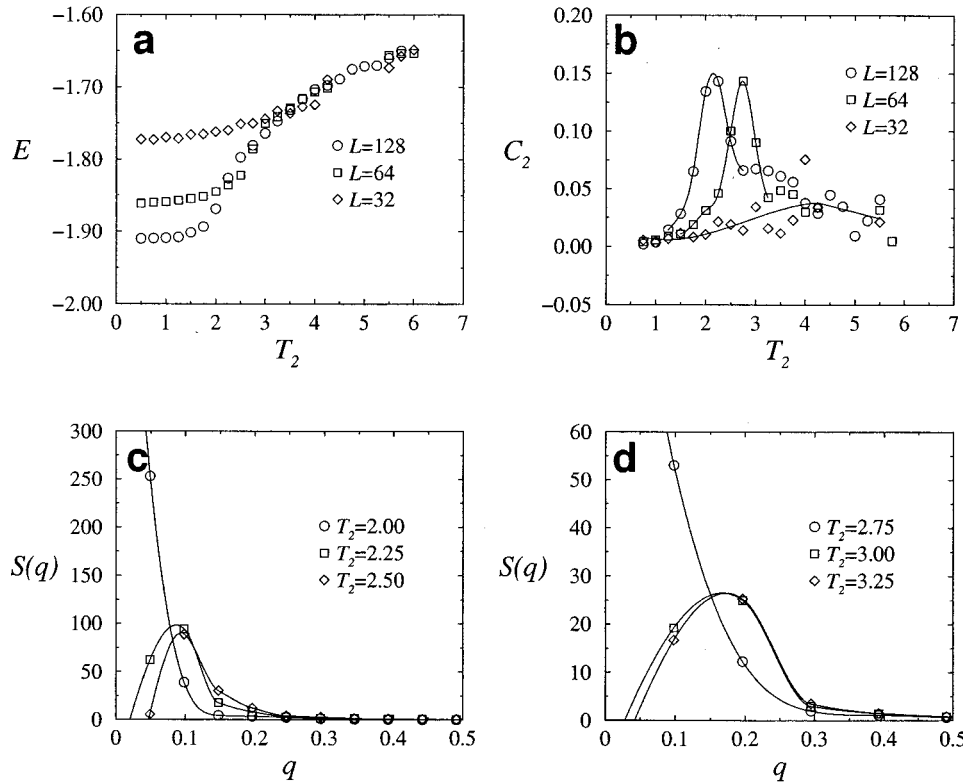 a
−1.60
−1.70
−1.80
−1.90
−2.00
E
L=128
L=64
L=32
0 1 2 3 4 5 6 7
T2
b
0.20
0.15
0.10
0.05
0.00
−0.05
C2
L=128
L=64
L=32
0 1 2 3 4 5 6 7
T2
c
300
250
200
150
100
50
0
S(q)
T2=2.00
T2=2.25
T2=2.50
0 0.1 0.2 0.3 0.4 0.5
q
d
60
50
40
30
20
10
0
S(q)
T2=2.75
T2=3.00
T2=3.25
0 0.1 0.2 0.3 0.4 0.5
q